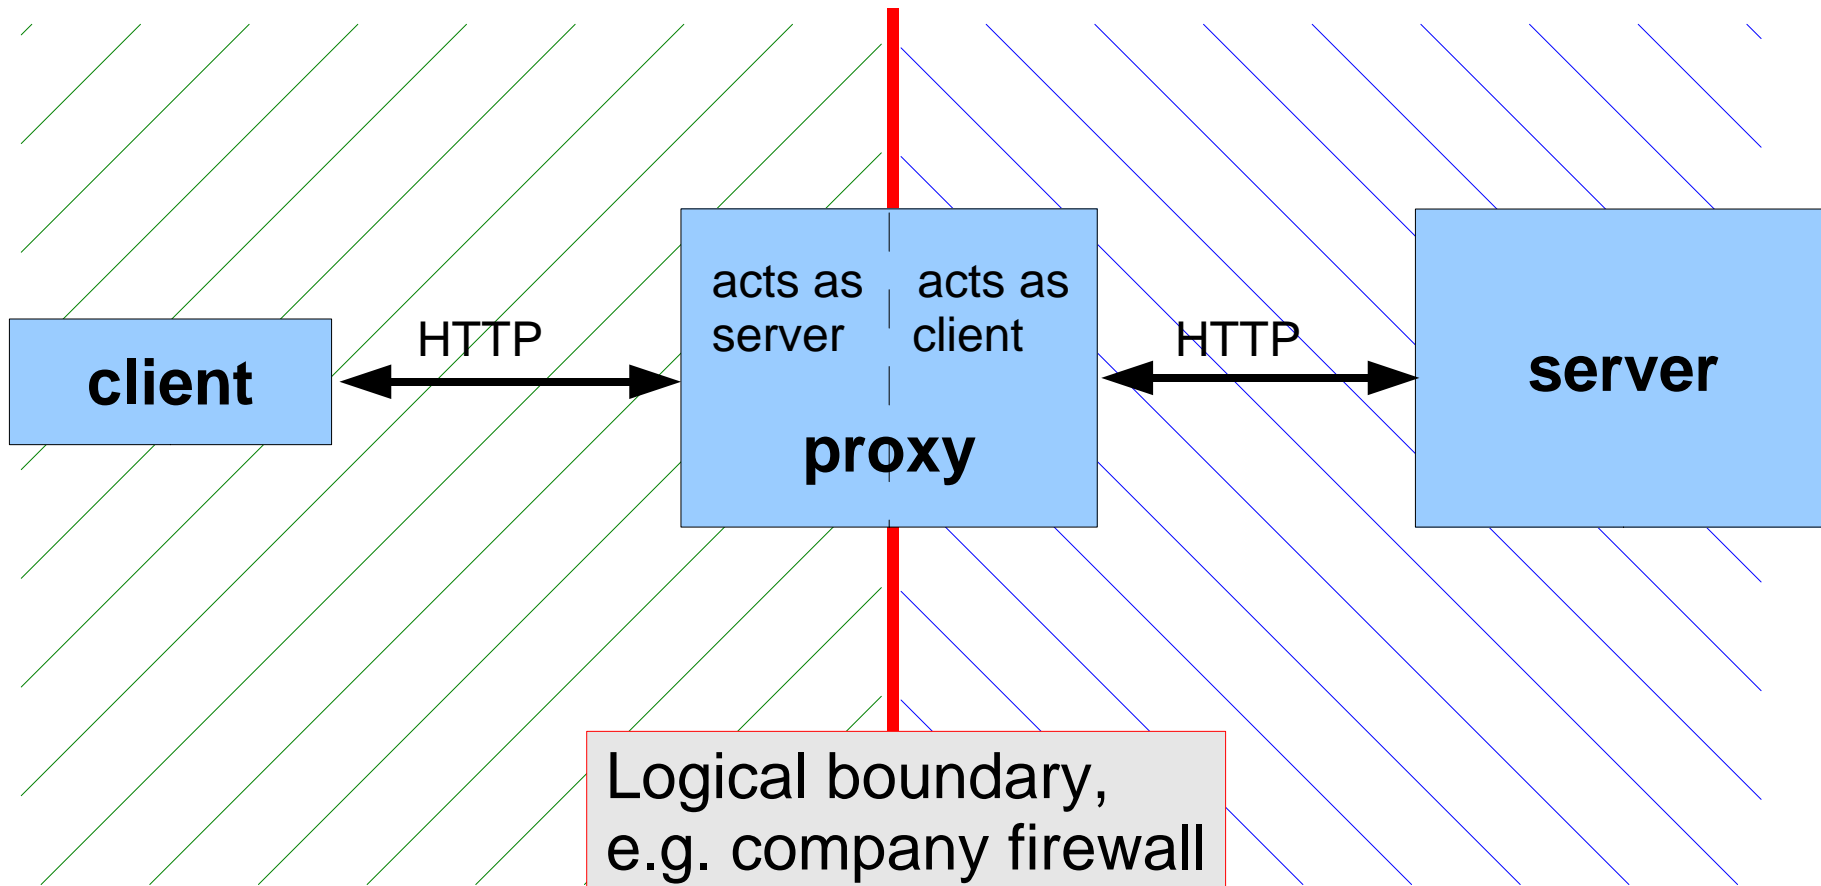 client
HTTP
acts as
server
acts as
client
proxy
HTTP
server
Logical boundary,
e.g. company firewall